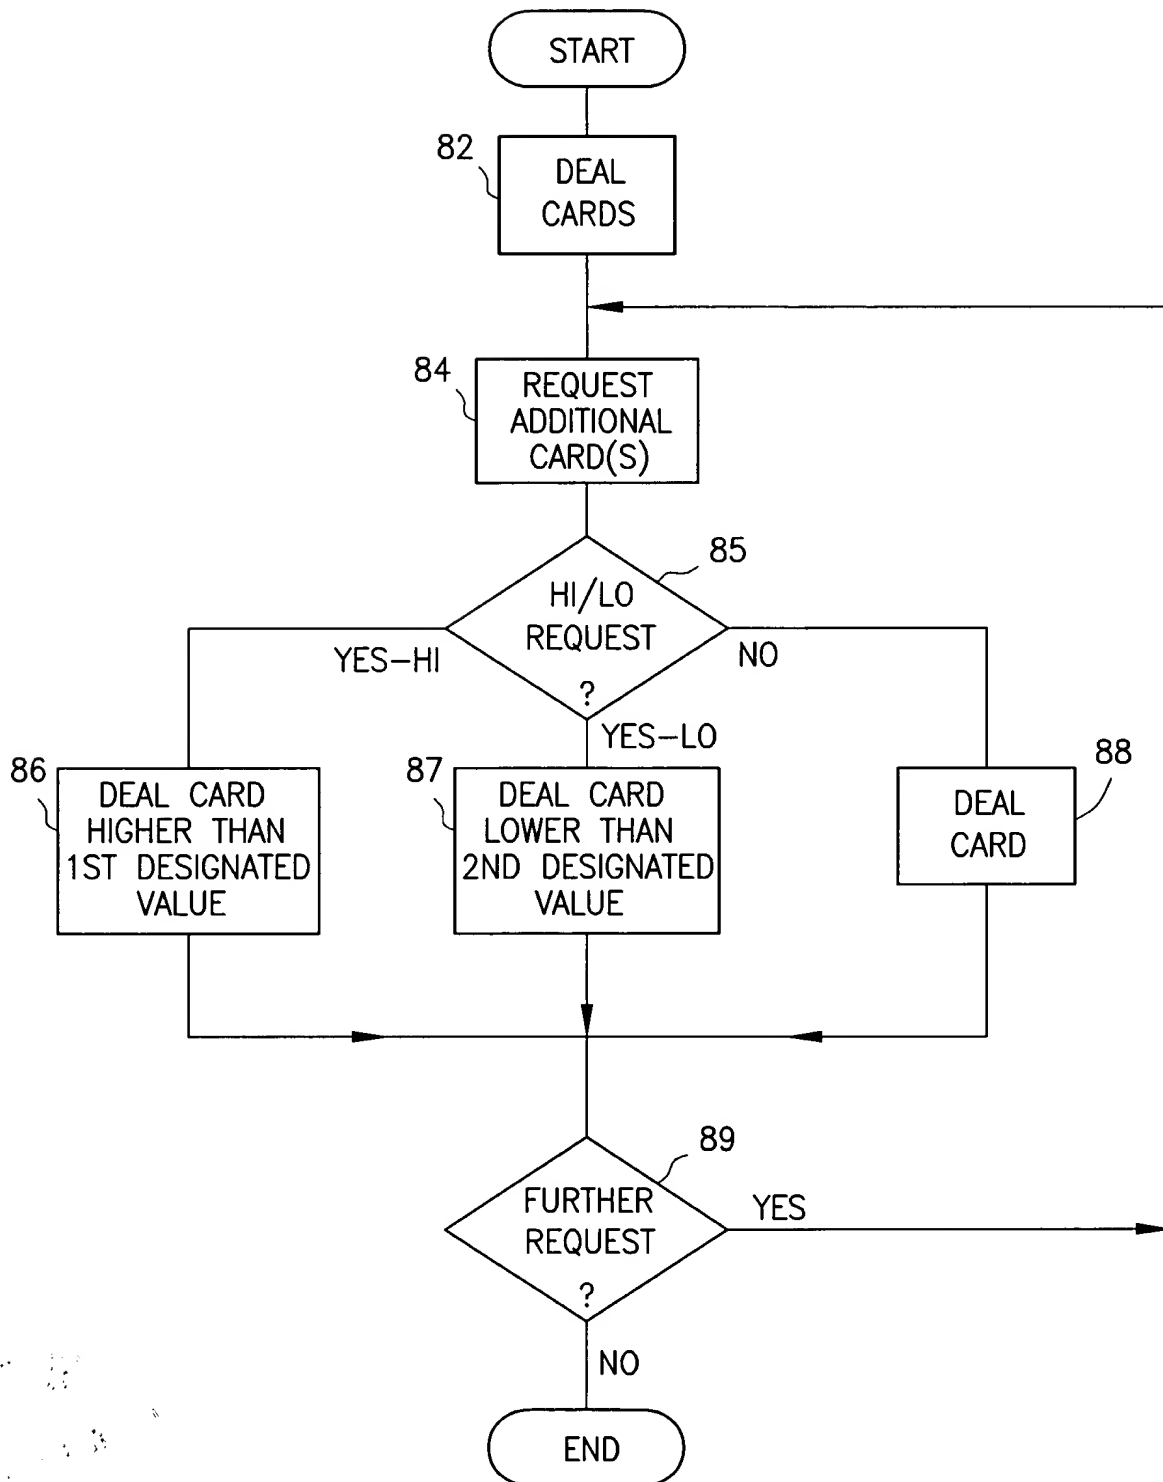 START
82
DEAL
CARDS
84
REQUEST
ADDITIONAL
CARD(S)
85
HI/LO
REQUEST
?
YES-HI
NO
YES-LO
86
DEAL CARD
HIGHER THAN
1ST DESIGNATED
VALUE
87
DEAL CARD
LOWER THAN
2ND DESIGNATED
VALUE
88
DEAL
CARD
89
FURTHER
REQUEST
?
YES
NO
END